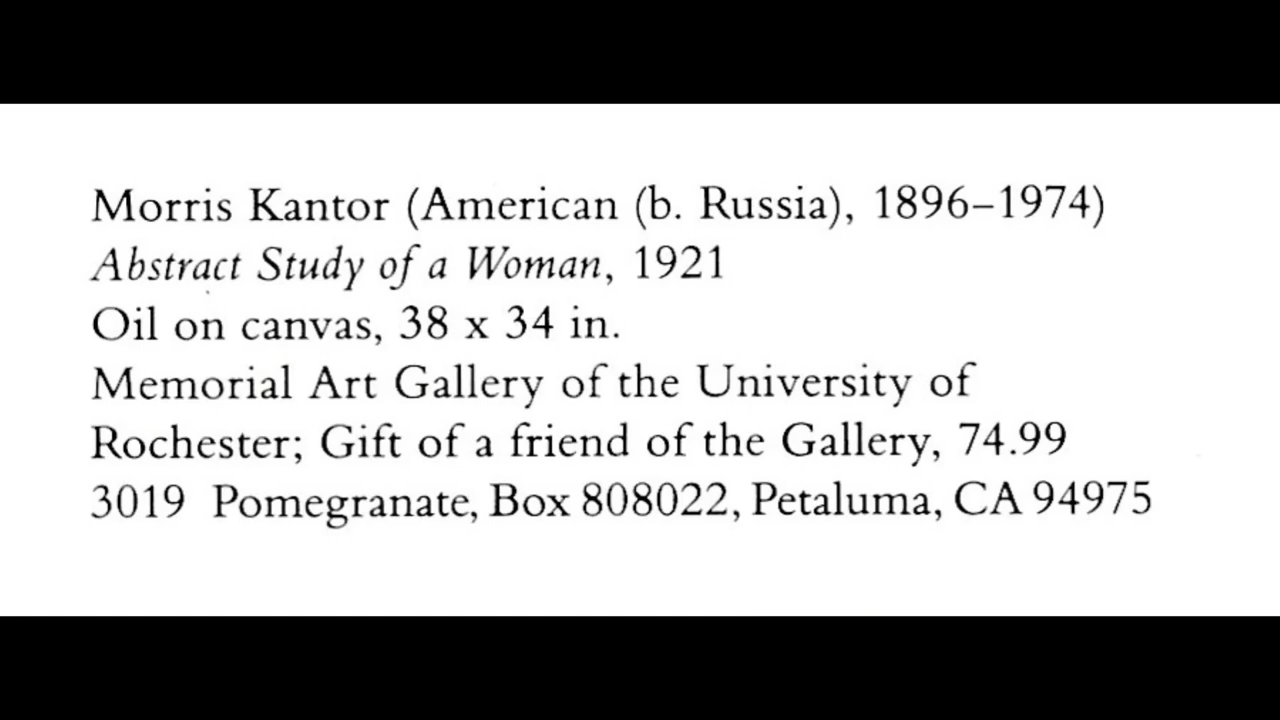 Morris Kantor (American (b. Russia), 1896–1974)
Abstract Study of a Woman, 1921
Oil on canvas, 38 x 34 in.
Memorial Art Gallery of the University of
Rochester; Gift of a friend of the Gallery, 74.99
3019 Pomegranate, Box 808022, Petaluma, CA 94975